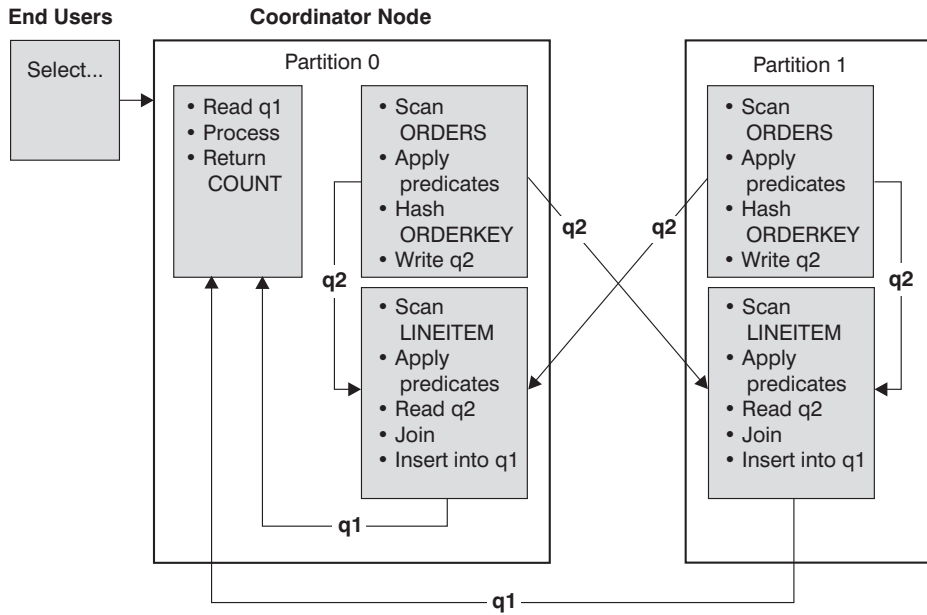 End Users
Coordinator Node
Select...
Partition 0
• Read q1
• Process
• Return
COUNT
• Scan
ORDERS
• Apply
predicates
• Hash
ORDERKEY
• Write q2
q2
• Scan
LINEITEM
• Apply
predicates
• Read q2
• Join
• Insert into q1
q1
q2
q2
Partition 1
• Scan
ORDERS
• Apply
predicates
• Hash
ORDERKEY
• Write q2
q2
• Scan
LINEITEM
• Apply
predicates
• Read q2
• Join
• Insert into q1
q1